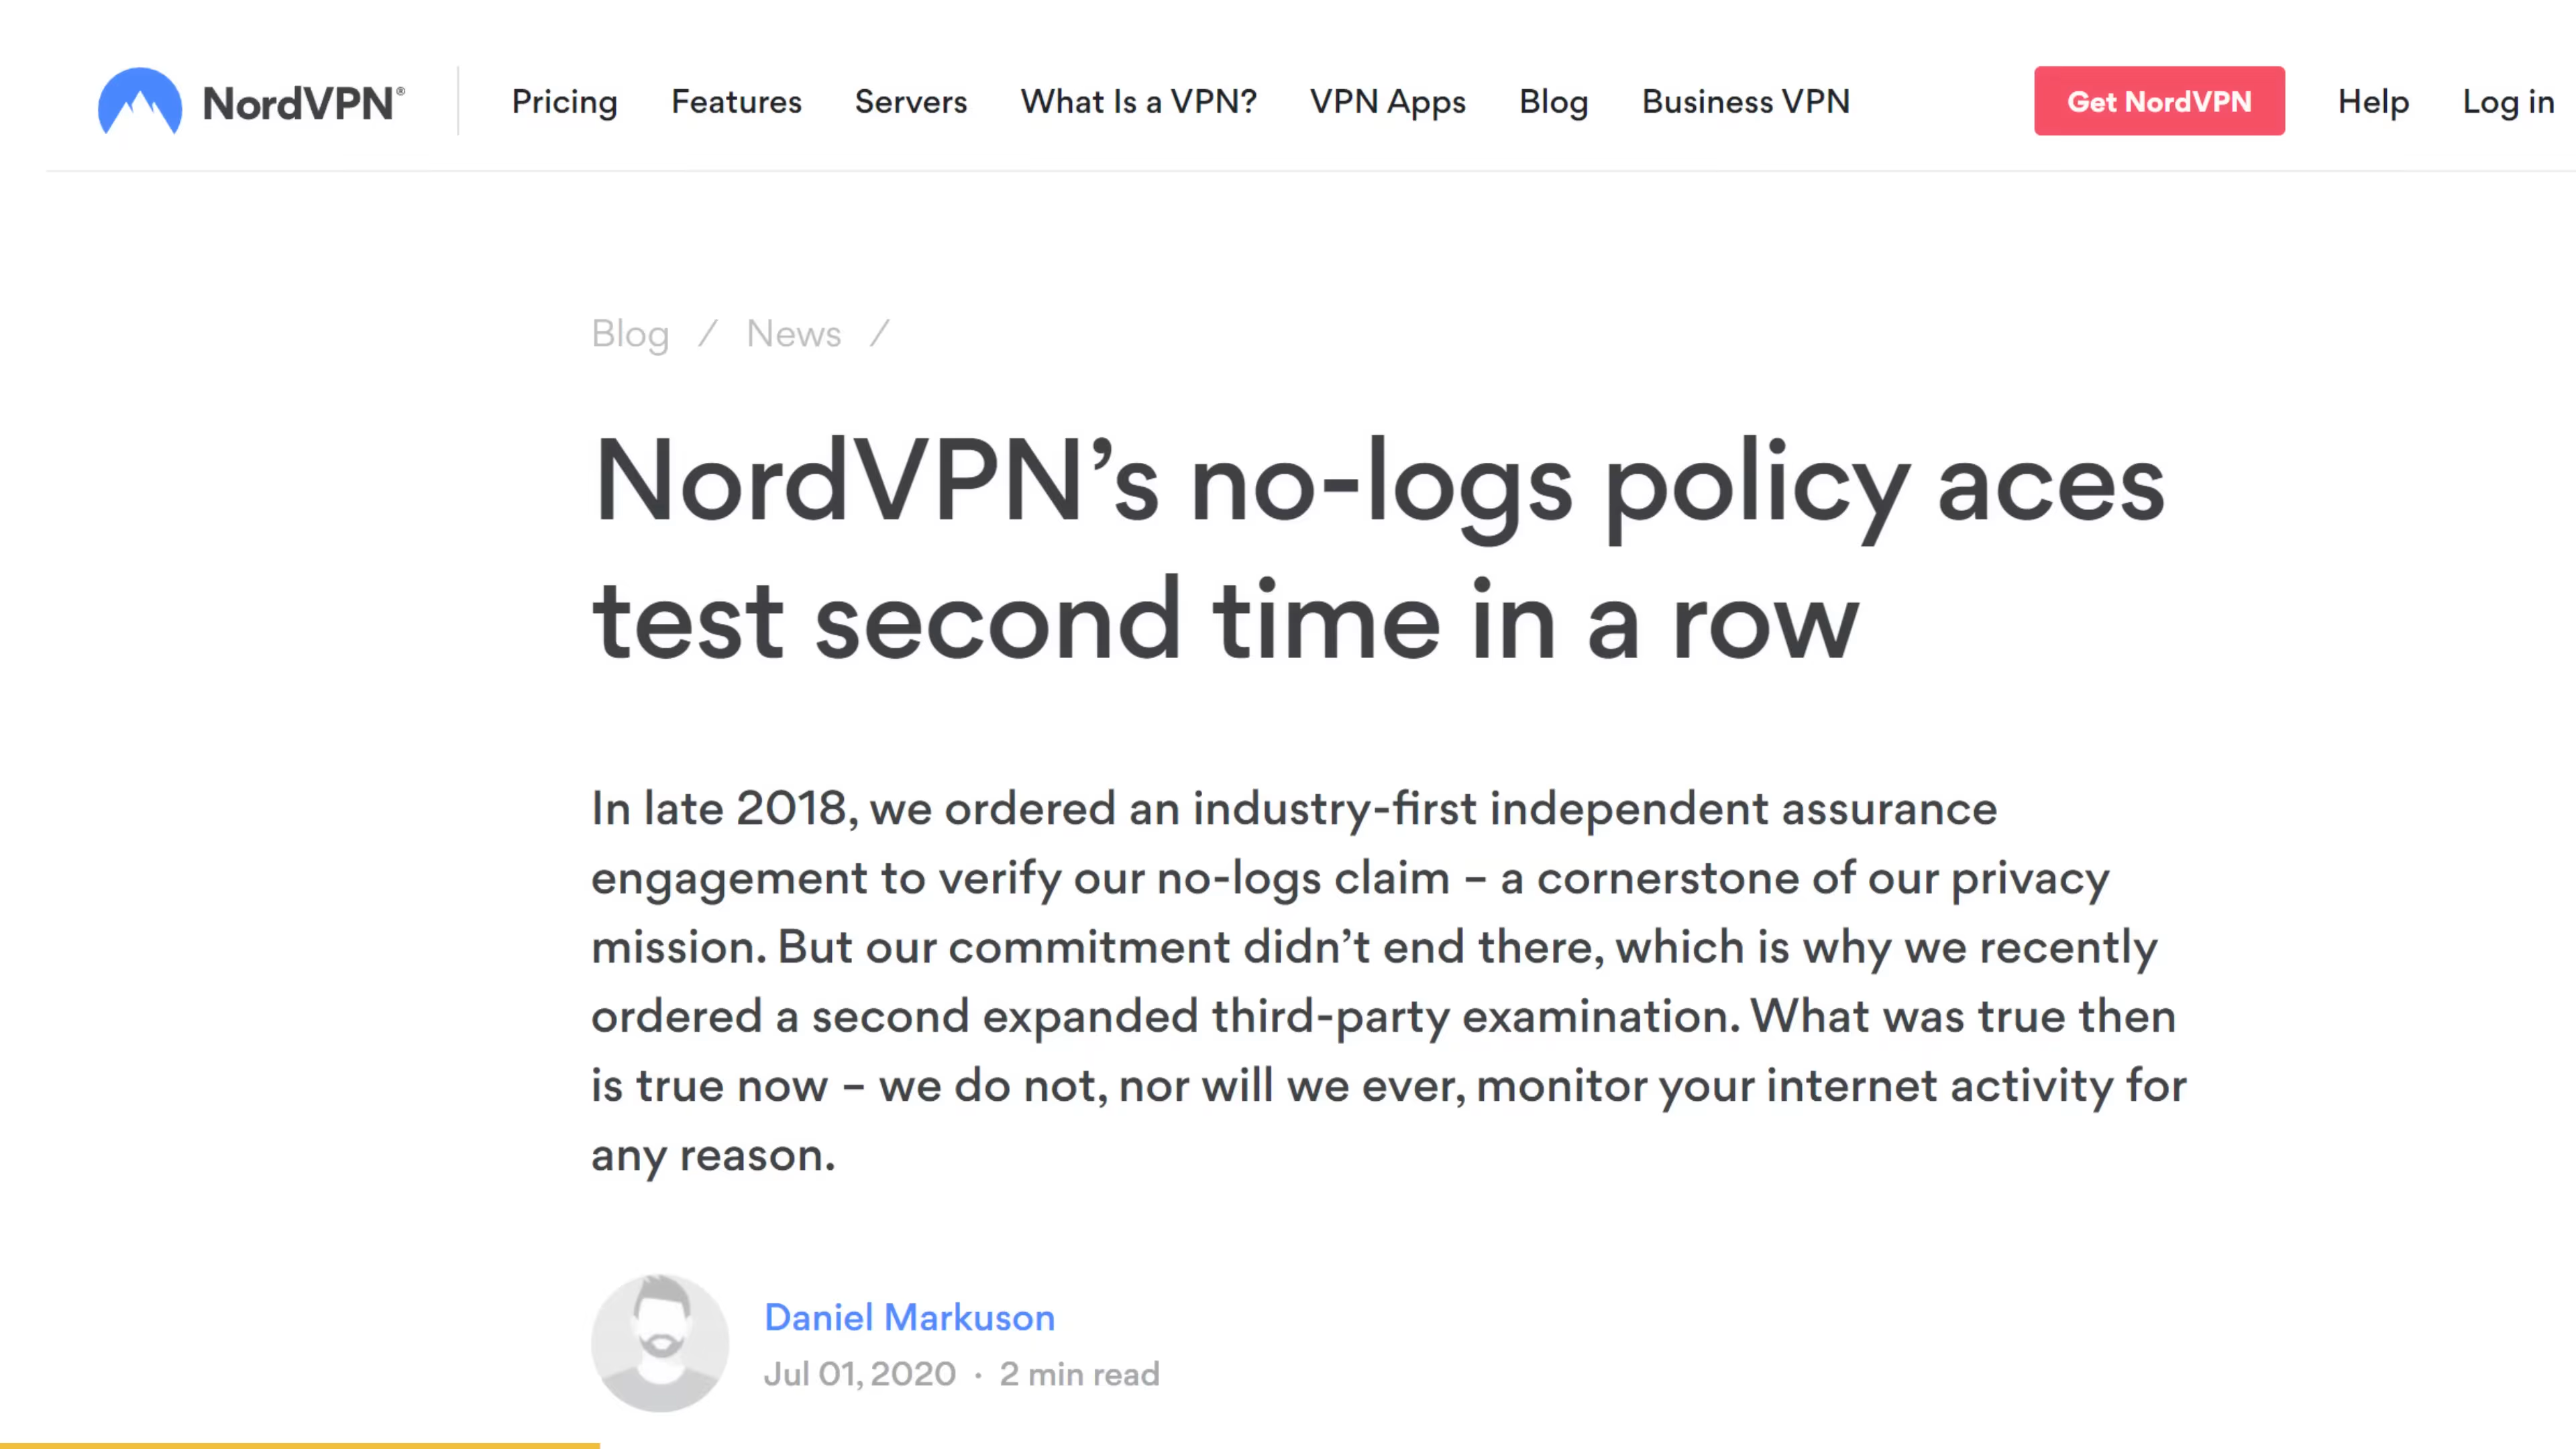 NordVPN® Pricing Features Servers What Is a VPN? VPN Apps Blog Business VPN Get NordVPN Help Log in
Blog / News /
NordVPN’s no-logs policy aces
test second time in a row
In late 2018, we ordered an industry-first independent assurance
engagement to verify our no-logs claim – a cornerstone of our privacy
mission. But our commitment didn’t end there, which is why we recently
ordered a second expanded third-party examination. What was true then
is true now – we do not, nor will we ever, monitor your internet activity for
any reason.
Daniel Markuson
Jul 01, 2020 · 2 min read